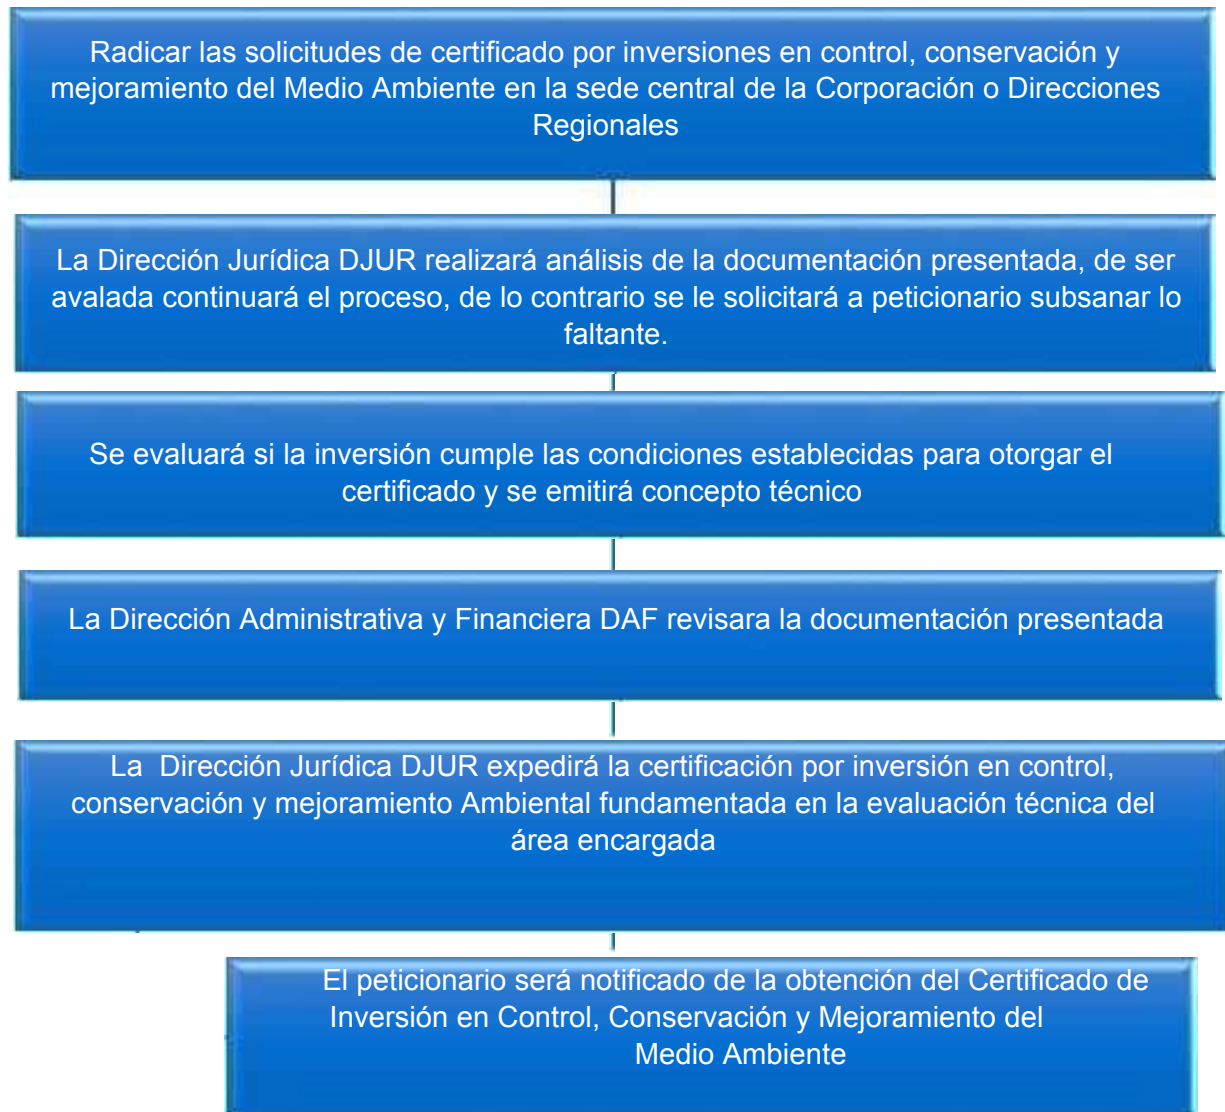 Radicar las solicitudes de certificado por inversiones en control, conservación y
mejoramiento del Medio Ambiente en la sede central de la Corporación o Direcciones
Regionales
La Dirección Jurídica DJUR realizará análisis de la documentación presentada, de ser
avalada continuará el proceso, de lo contrario se le solicitará a peticionario subsanar lo
faltante.
Se evaluará si la inversión cumple las condiciones establecidas para otorgar el
certificado y se emitirá concepto técnico
La Dirección Administrativa y Financiera DAF revisara la documentación presentada
La Dirección Jurídica DJUR expedirá la certificación por inversión en control,
conservación y mejoramiento Ambiental fundamentada en la evaluación técnica del
área encargada
El peticionario será notificado de la obtención del Certificado de
Inversión en Control, Conservación y Mejoramiento del
Medio Ambiente